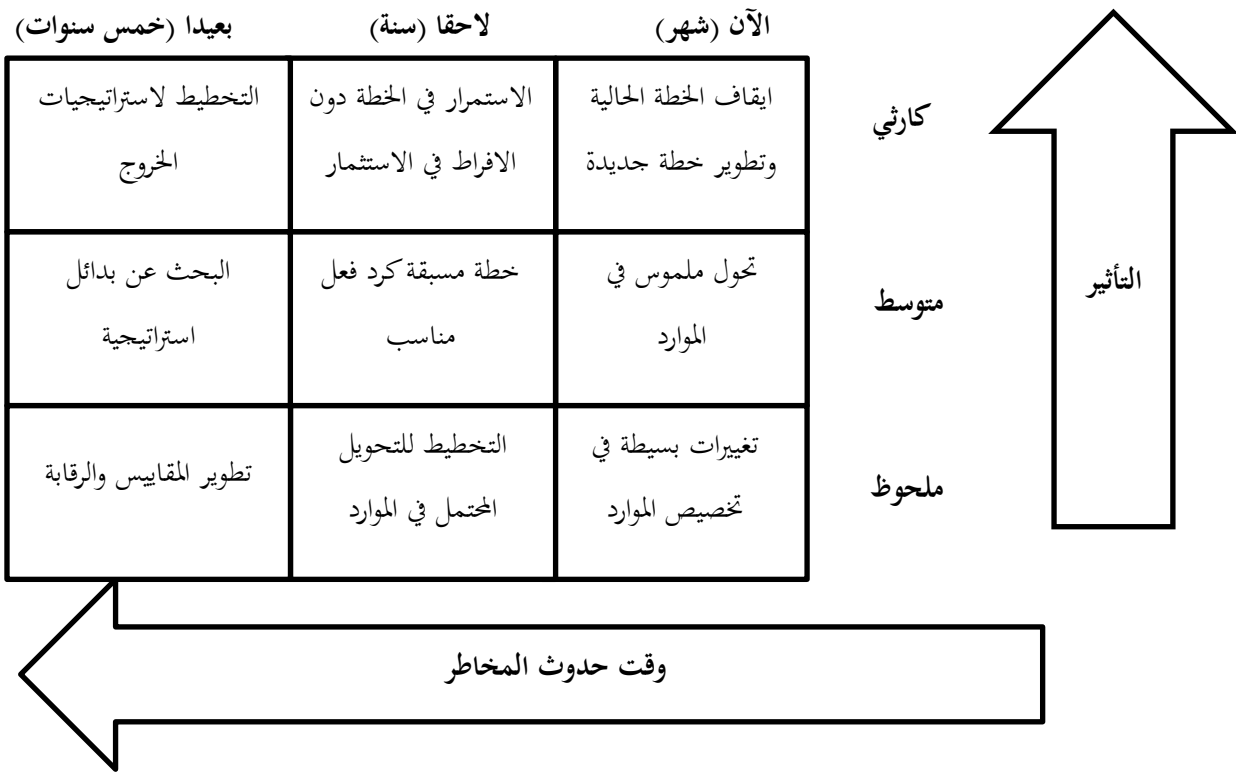 الآن (شهر)
لاحقا (سنة)
بعيدا (خمس سنوات)
كارثي
ايقاف الخطة الحالية
وتطوير خطة جديدة
الاستمرار في الخطة دون
الافراط في الاستثمار
التخطيط لاستراتيجيات
الخروج
متوسط
تحول ملموس في
الموارد
خطة مسبقة كرد فعل
مناسب
البحث عن بدائل
استراتيجية
ملحوظ
تغييرات بسيطة في
تخصيص الموارد
التخطيط للتحويل
المحتمل في الموارد
تطوير المقاييس والرقابة
التأثير
وقت حدوث المخاطر